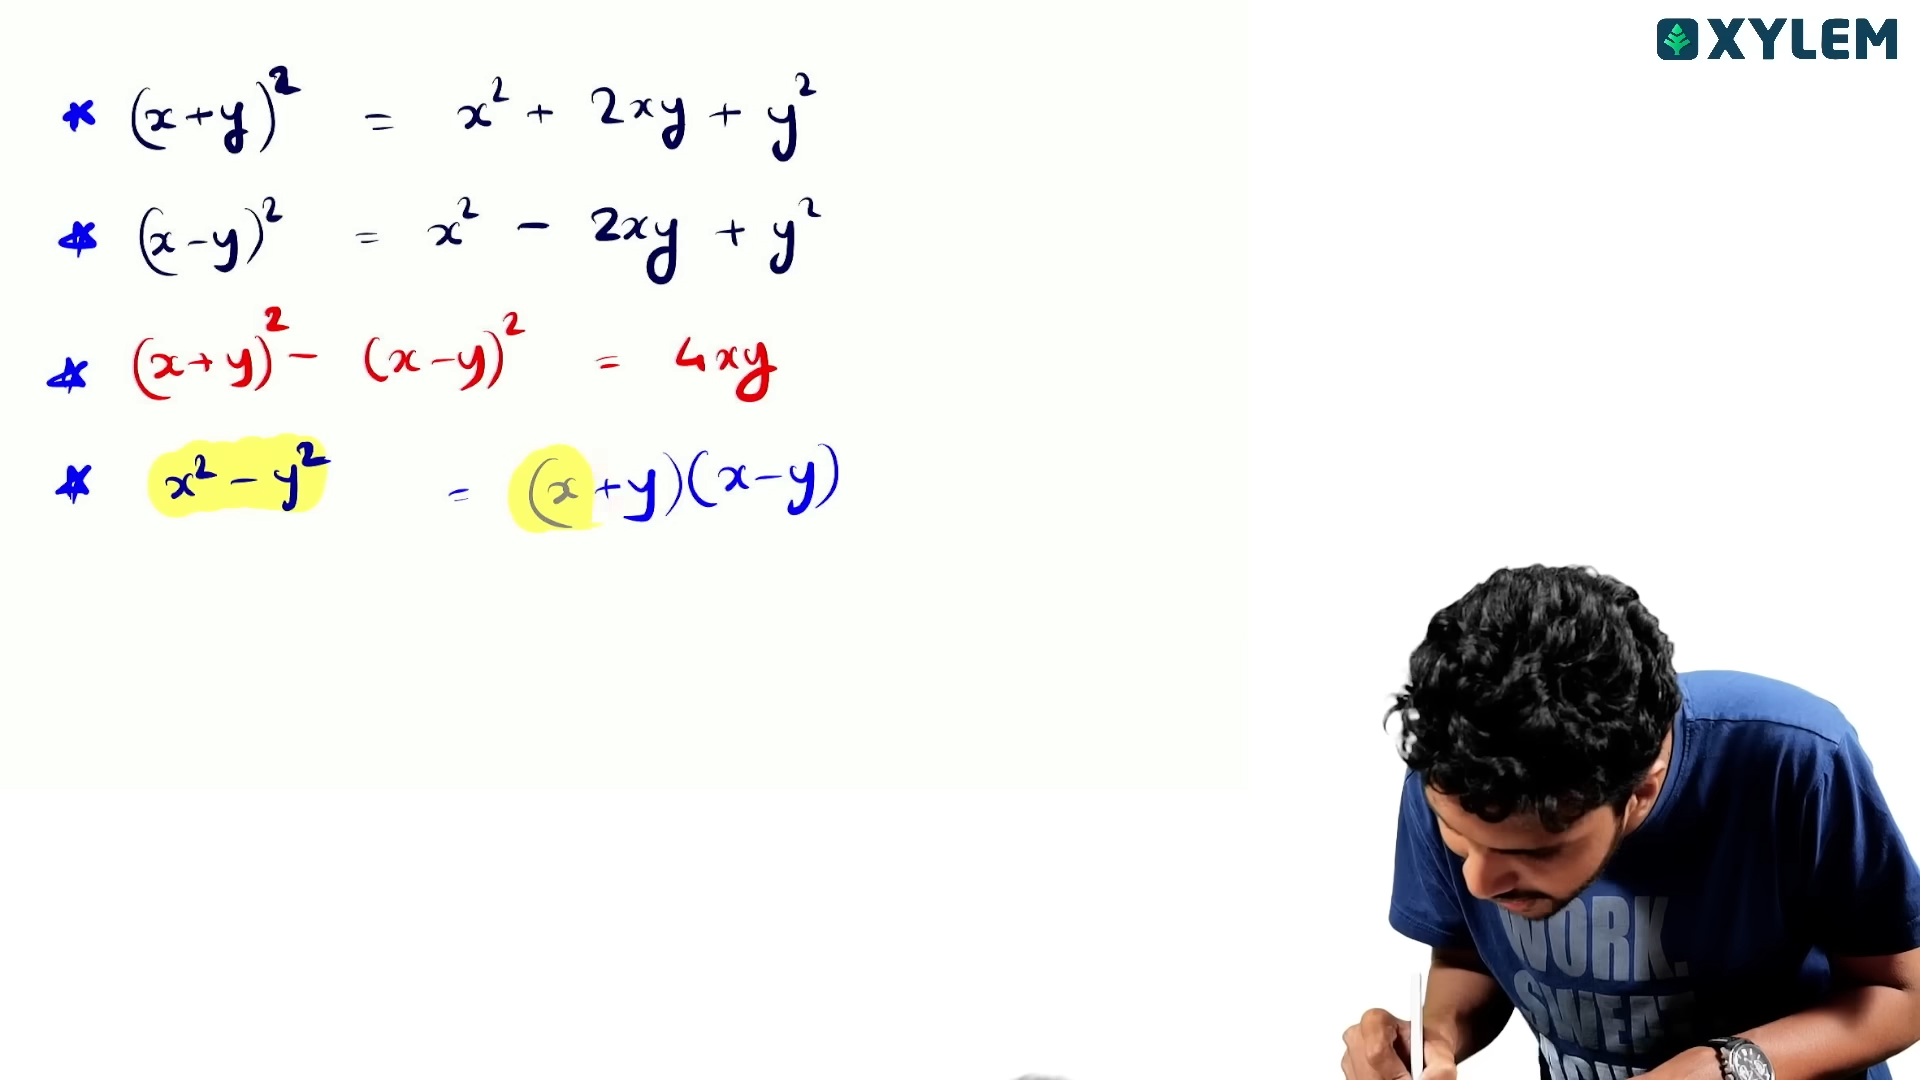 XYLEM
* (x+y)² = x² + 2xy + y²
* (x-y)² = x² - 2xy + y²
* (x+y)² - (x-y)² = 4xy
* x² - y² = (x+y)(x-y)
WORK.